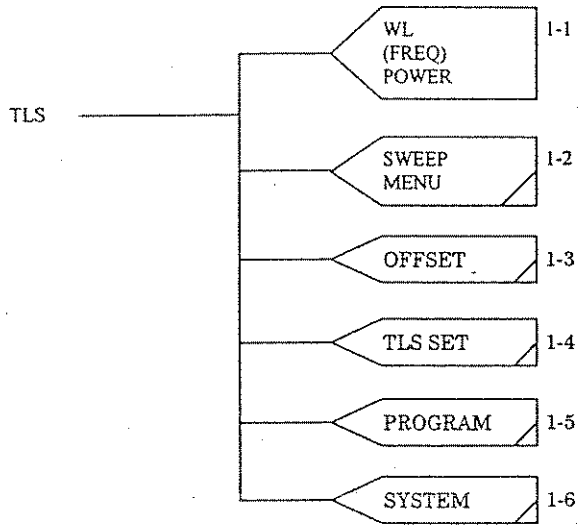 WL 1-1
(FREQ)
POWER
TLS
SWEEP 1-2
MENU
OFFSET 1-3
TLS SET 1-4
PROGRAM 1-5
SYSTEM 1-6